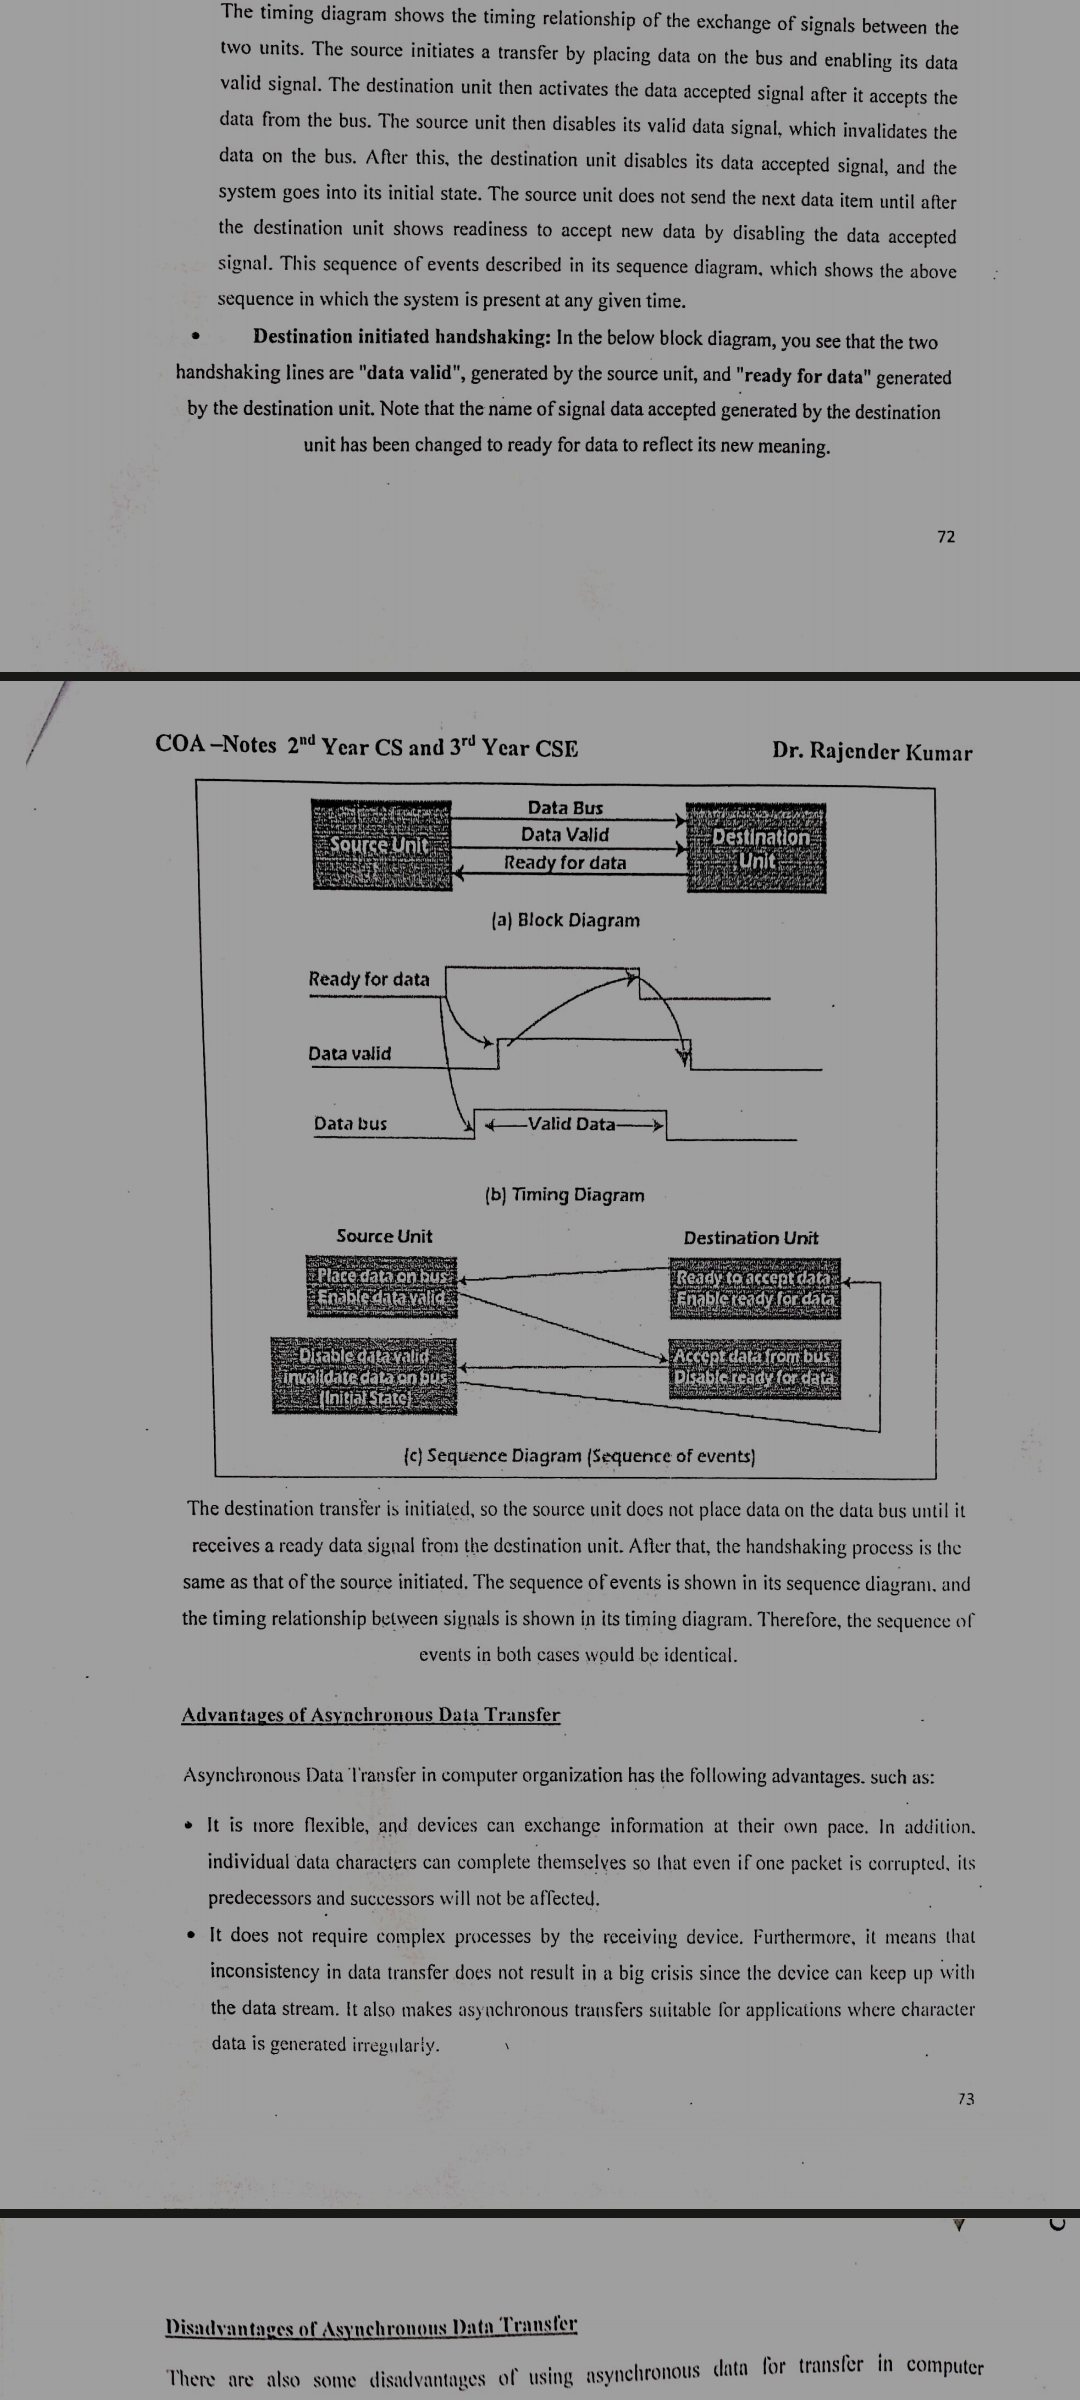 The timing diagram shows the timing relationship of the exchange of signals between the
two units. The source initiates a transfer by placing data on the bus and enabling its data
valid signal. The destination unit then activates the data accepted signal after it accepts the
data from the bus. The source unit then disables its valid data signal, which invalidates the
data on the bus. After this, the destination unit disables its data accepted signal, and the
system goes into its initial state. The source unit does not send the next data item until after
the destination unit shows readiness to accept new data by disabling the data accepted
signal. This sequence of events described in its sequence diagram, which shows the above
sequence in which the system is present at any given time.
• Destination initiated handshaking: In the below block diagram, you see that the two
handshaking lines are "data valid", generated by the source unit, and "ready for data" generated
by the destination unit. Note that the name of signal data accepted generated by the destination
unit has been changed to ready for data to reflect its new meaning.
72
COA –Notes 2nd Year CS and 3rd Year CSE Dr. Rajender Kumar
Data Bus
Source Unit Data Valid Destination
Ready for data Unit
(a) Block Diagram
Ready for data
Data valid
Data bus Valid Data
(b) Timing Diagram
Source Unit Destination Unit
Place data on bus Ready to accept data
Enable data valid Enable ready for data
Disable data valid Accept data from bus
invalidate data on bus Disable ready for data
(Initial State)
(c) Sequence Diagram (Sequence of events)
The destination transfer is initiated, so the source unit does not place data on the data bus until it
receives a ready data signal from the destination unit. After that, the handshaking process is the
same as that of the source initiated. The sequence of events is shown in its sequence diagram, and
the timing relationship between signals is shown in its timing diagram. Therefore, the sequence of
events in both cases would be identical.
Advantages of Asynchronous Data Transfer
Asynchronous Data Transfer in computer organization has the following advantages, such as:
• It is more flexible, and devices can exchange information at their own pace. In addition,
individual data characters can complete themselves so that even if one packet is corrupted, its
predecessors and successors will not be affected.
• It does not require complex processes by the receiving device. Furthermore, it means that
inconsistency in data transfer does not result in a big crisis since the device can keep up with
the data stream. It also makes asynchronous transfers suitable for applications where character
data is generated irregularly.
73
Disadvantages of Asynchronous Data Transfer
There are also some disadvantages of using asynchronous data for transfer in computer